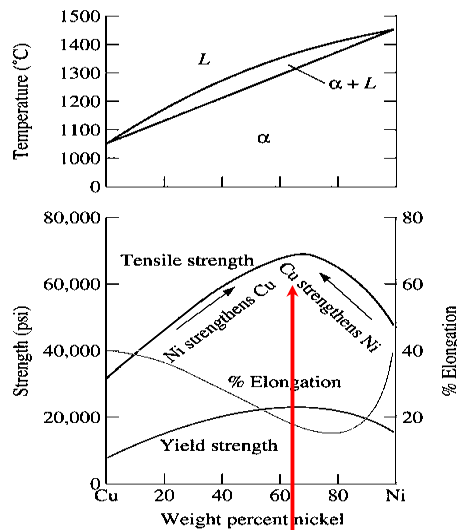 1500
1400
1300
1200
1100
1000
0
Temperature (°C)
L
α + L
α
80,000
60,000
40,000
20,000
0
Strength (psi)
80
60
40
20
% Elongation
Tensile strength
Ni strengthens Cu
Cu strengthens Ni
% Elongation
Yield strength
Cu 20 40 60 80 Ni
Weight percent nickel